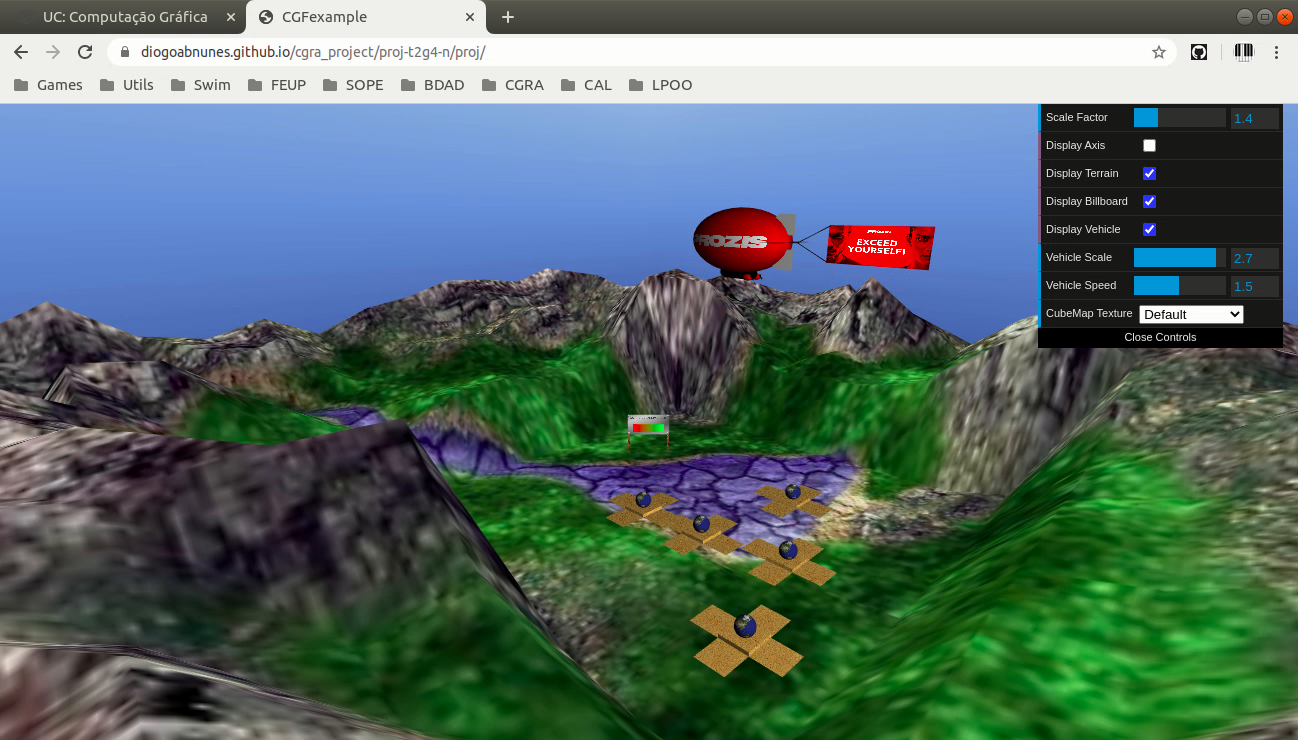 UC: Computação Gráfica
CGFexample
diogoabnunes.github.io/cgra_project/proj-t2g4-n/proj/
Games
Utils
Swim
FEUP
SOPE
BDAD
CGRA
CAL
LPOO
Scale Factor
1.4
Display Axis
Display Terrain
Display Billboard
Display Vehicle
Vehicle Scale
2.7
Vehicle Speed
1.5
CubeMap Texture
Default
Close Controls
PROZIS
EXCEED
YOURSELF!